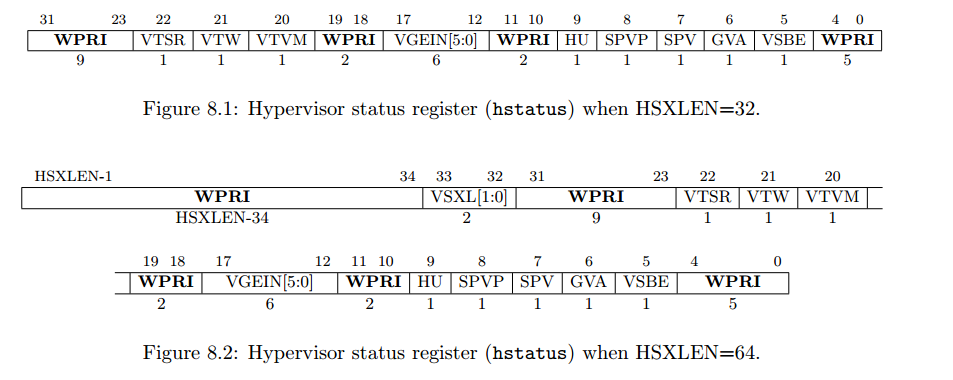 31 23 22 21 20 19 18 17 12 11 10 9 8 7 6 5 4 0
WPRI VTSR VTW VTVM WPRI VGEIN[5:0] WPRI HU SPVP SPV GVA VSBE WPRI
9 1 1 1 2 6 2 1 1 1 1 1 5
Figure 8.1: Hypervisor status register (hstatus) when HSXLEN=32.
HSXLEN-1 34 33 32 31 23 22 21 20
WPRI VSXL[1:0] WPRI VTSR VTW VTVM
HSXLEN-34 2 9 1 1 1
19 18 17 12 11 10 9 8 7 6 5 4 0
WPRI VGEIN[5:0] WPRI HU SPVP SPV GVA VSBE WPRI
2 6 2 1 1 1 1 1 5
Figure 8.2: Hypervisor status register (hstatus) when HSXLEN=64.